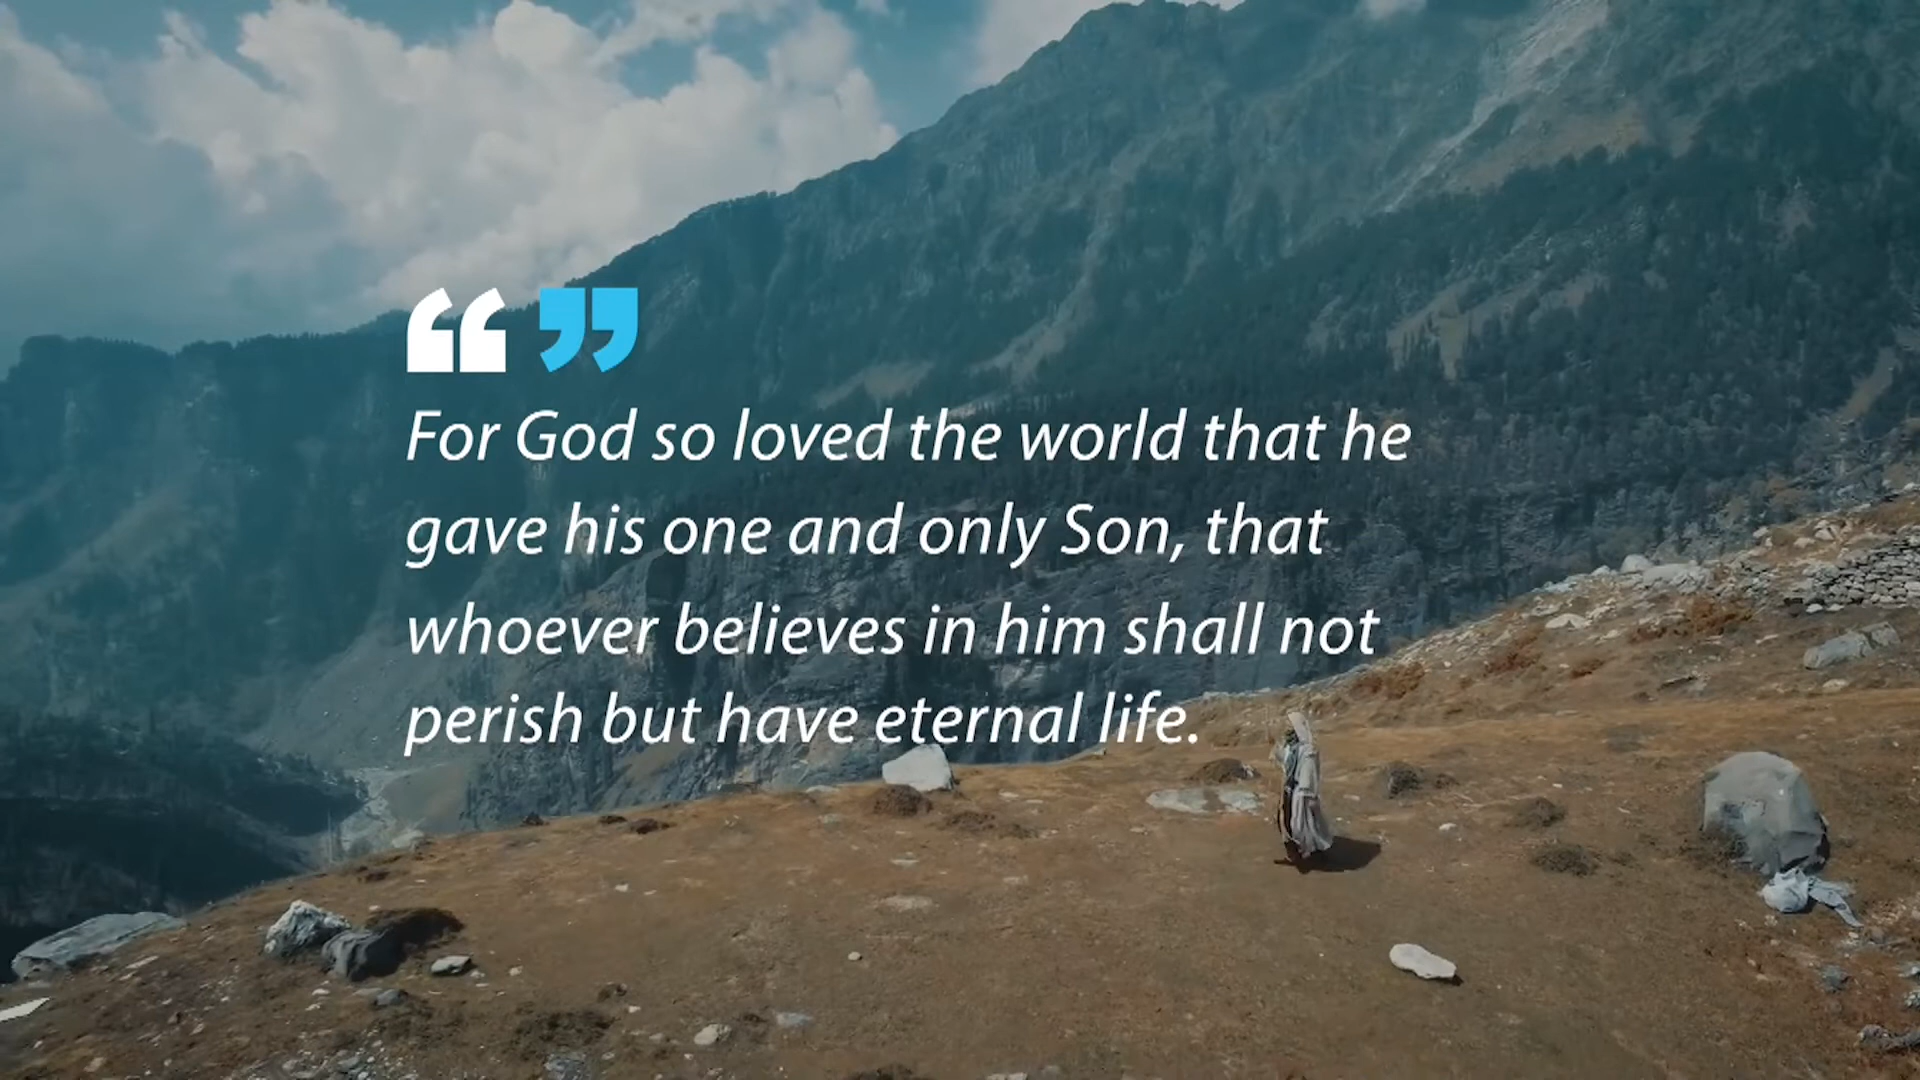 “ ”
For God so loved the world that he
gave his one and only Son, that
whoever believes in him shall not
perish but have eternal life.